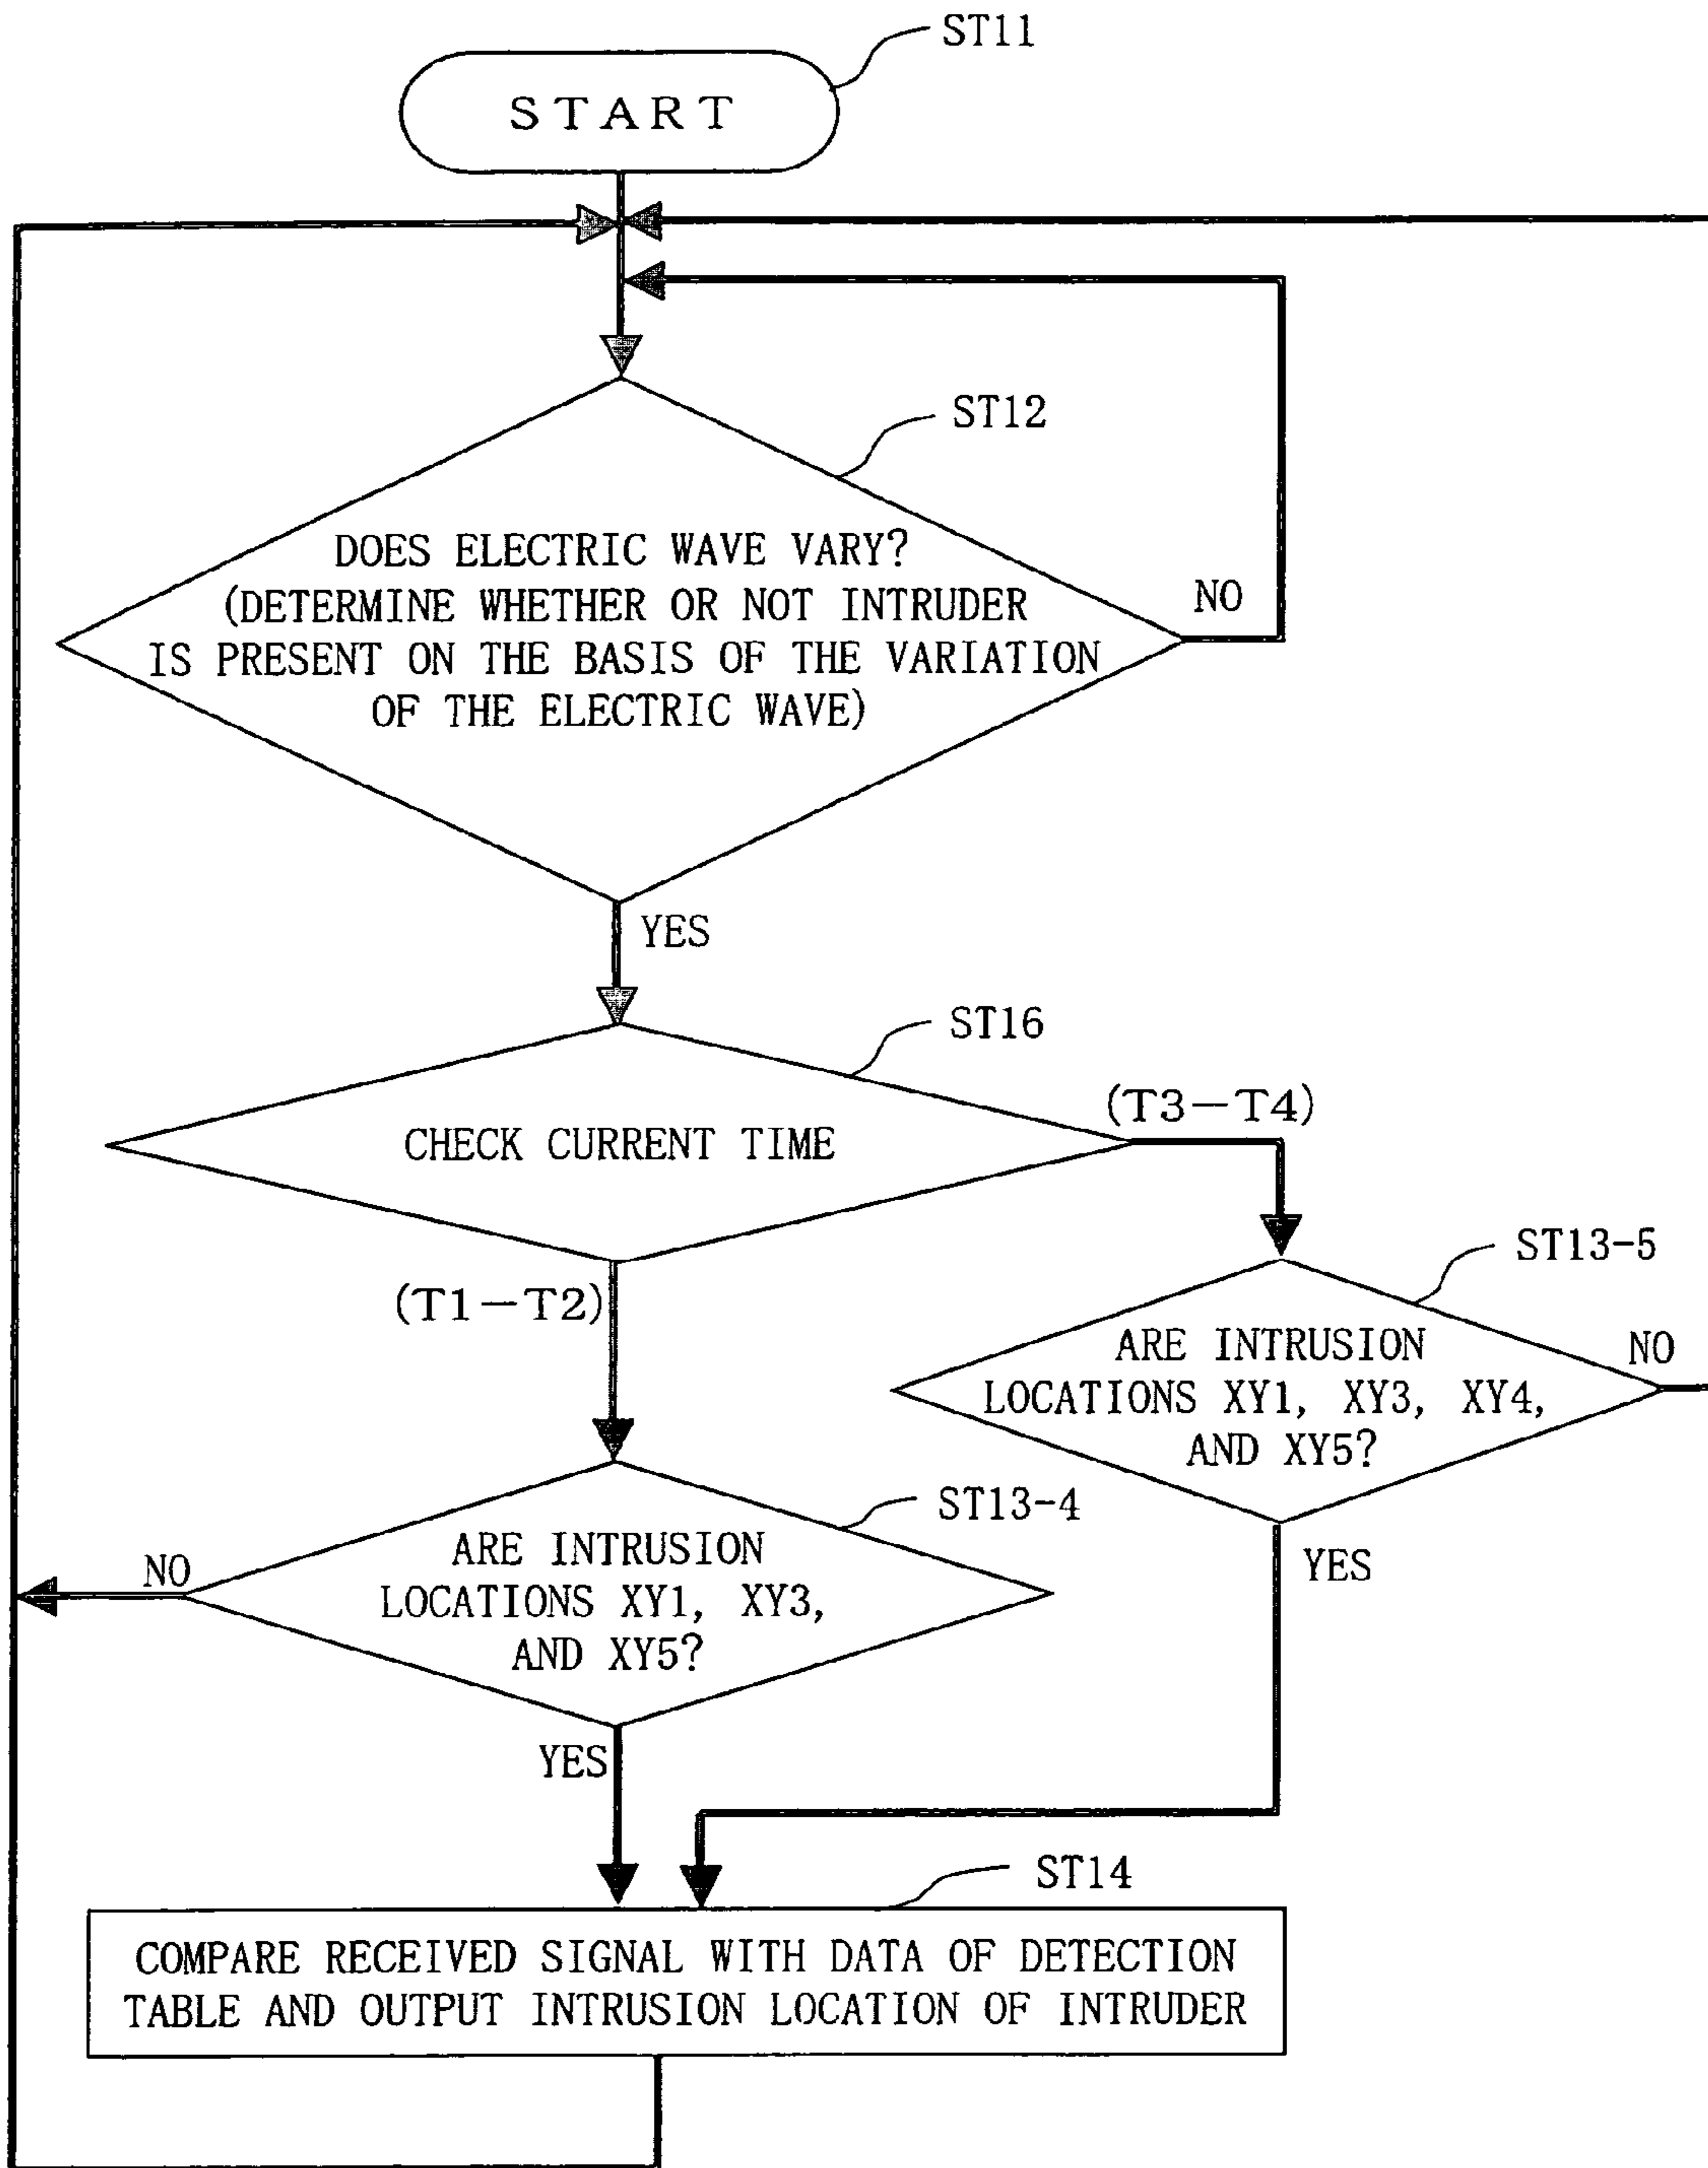 ST11
START
ST12
DOES ELECTRIC WAVE VARY?
(DETERMINE WHETHER OR NOT INTRUDER
IS PRESENT ON THE BASIS OF THE VARIATION
OF THE ELECTRIC WAVE)
NO
YES
ST16
CHECK CURRENT TIME
(T3-T4)
(T1-T2)
ST13-5
ARE INTRUSION
LOCATIONS XY1, XY3, XY4,
AND XY5?
NO
YES
ST13-4
ARE INTRUSION
LOCATIONS XY1, XY3,
AND XY5?
NO
YES
ST14
COMPARE RECEIVED SIGNAL WITH DATA OF DETECTION
TABLE AND OUTPUT INTRUSION LOCATION OF INTRUDER